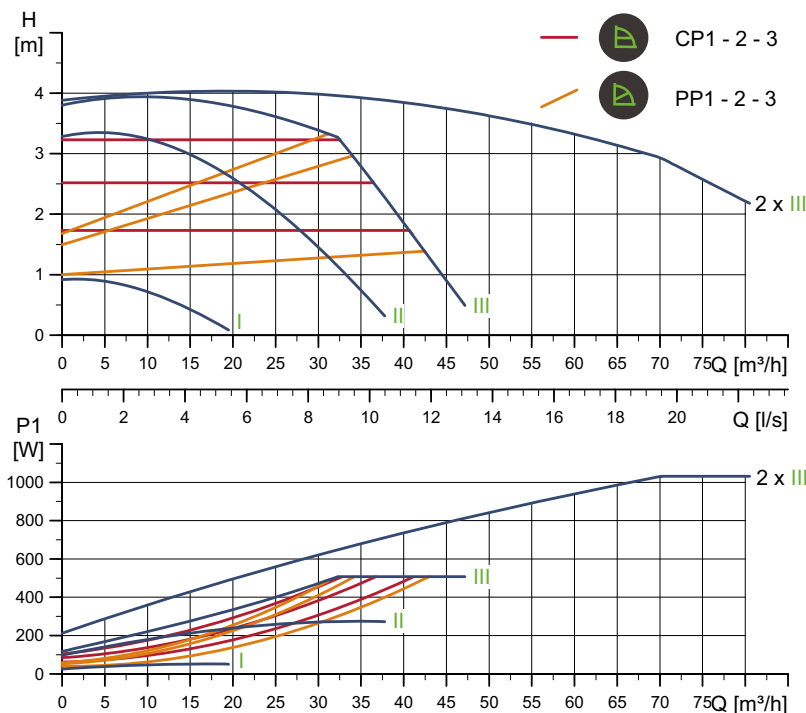 H
[m]
CP1 - 2 - 3
PP1 - 2 - 3
4
3
2
1
0
2 x III
I
II
III
0 5 10 15 20 25 30 35 40 45 50 55 60 65 70 75 Q [m³/h]
0 2 4 6 8 10 12 14 16 18 20 Q [l/s]
P1
[W]
1000
800
600
400
200
0
2 x III
III
II
I
0 5 10 15 20 25 30 35 40 45 50 55 60 65 70 75 Q [m³/h]